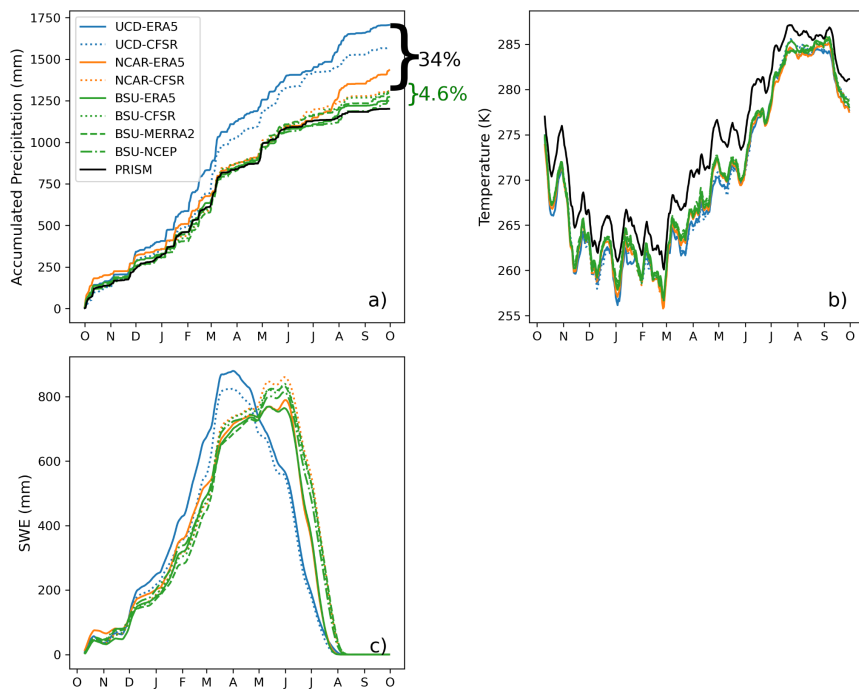 1750
1500
1250
1000
750
500
250
0
Accumulated Precipitation (mm)
UCD-ERA5
UCD-CFSR
NCAR-ERA5
NCAR-CFSR
BSU-ERA5
BSU-CFSR
BSU-MERRA2
BSU-NCEP
PRISM
34%
4.6%
a)
O N D J F M A M J J A S O
285
280
275
270
265
260
255
Temperature (K)
b)
O N D J F M A M J J A S O
800
600
400
200
0
SWE (mm)
c)
O N D J F M A M J J A S O